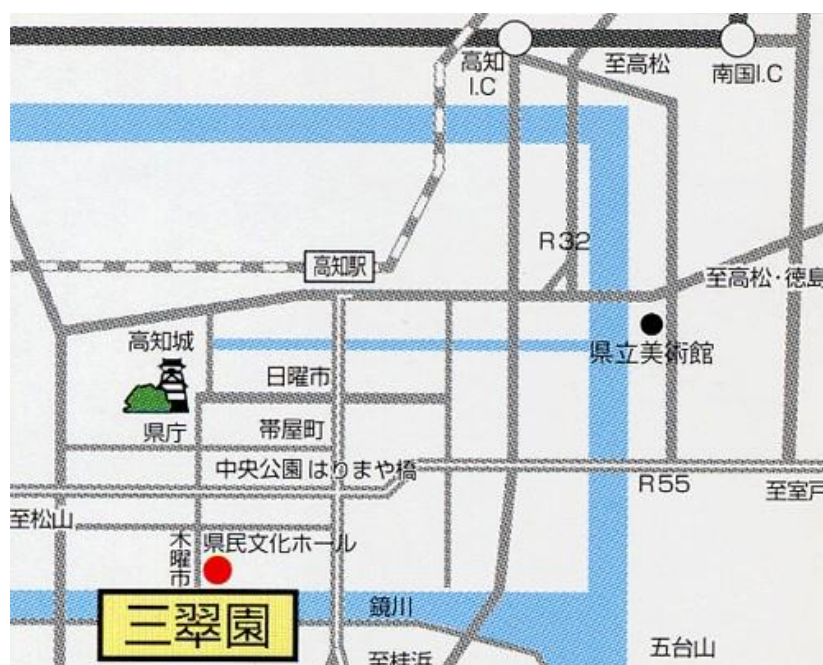 高知
I.C
至高松
南国I.C
R32
高知駅
至高松・徳島
高知城
県立美術館
日曜市
県庁
帯屋町
中央公園 はりまや橋
R55
至室戸
至松山
木曜市
県民文化ホール
三翠園
鏡川
五台山
至桂浜